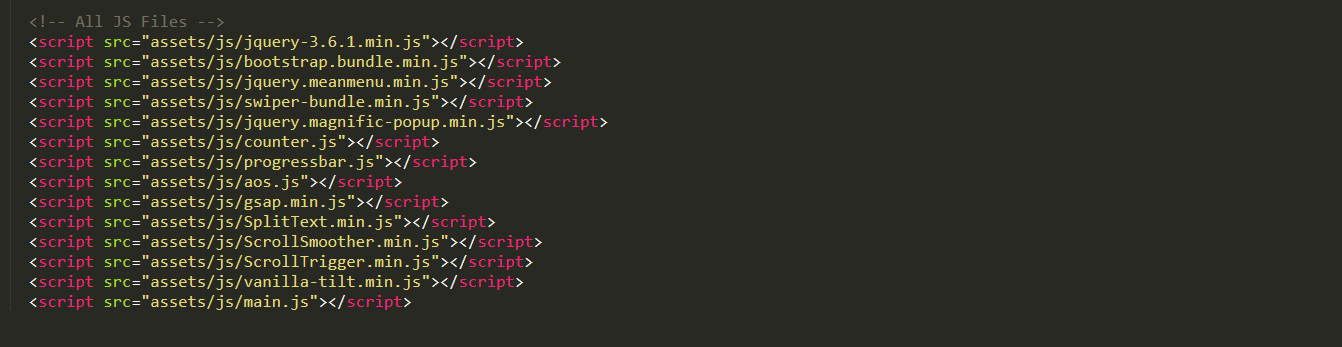 <!-- All JS Files -->
<script src="assets/js/jquery-3.6.1.min.js"></script>
<script src="assets/js/bootstrap.bundle.min.js"></script>
<script src="assets/js/jquery.meanmenu.min.js"></script>
<script src="assets/js/swiper-bundle.min.js"></script>
<script src="assets/js/jquery.magnific-popup.min.js"></script>
<script src="assets/js/counter.js"></script>
<script src="assets/js/progressbar.js"></script>
<script src="assets/js/aos.js"></script>
<script src="assets/js/gsap.min.js"></script>
<script src="assets/js/SplitText.min.js"></script>
<script src="assets/js/ScrollSmoother.min.js"></script>
<script src="assets/js/ScrollTrigger.min.js"></script>
<script src="assets/js/vanilla-tilt.min.js"></script>
<script src="assets/js/main.js"></script>